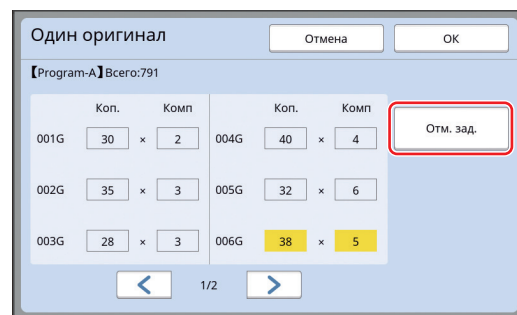 Один оригинал
Отмена
OK
【Program-A】Всего:791
Коп. Комп Коп. Комп
001G 30 × 2 004G 40 × 4
Отм. зад.
002G 35 × 3 005G 32 × 6
003G 28 × 3 006G 38 × 5
1/2